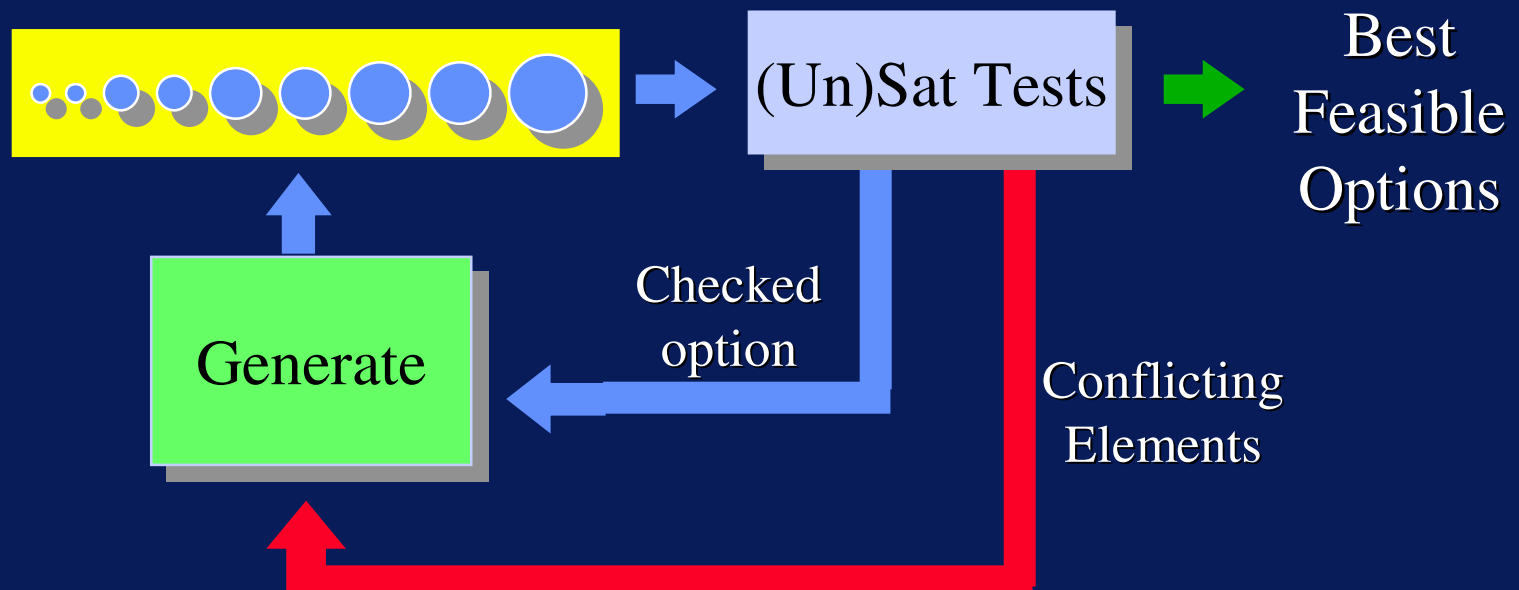 (Un)Sat Tests
Best
Feasible
Options
Generate
Checked
option
Conflicting
Elements